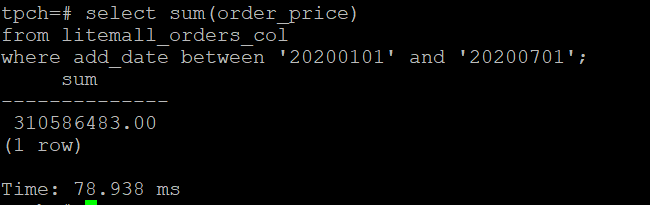 tpch=# select sum(order_price)
from litemall_orders_col
where add_date between '20200101' and '20200701';
sum
--------------
310586483.00
(1 row)
Time: 78.938 ms